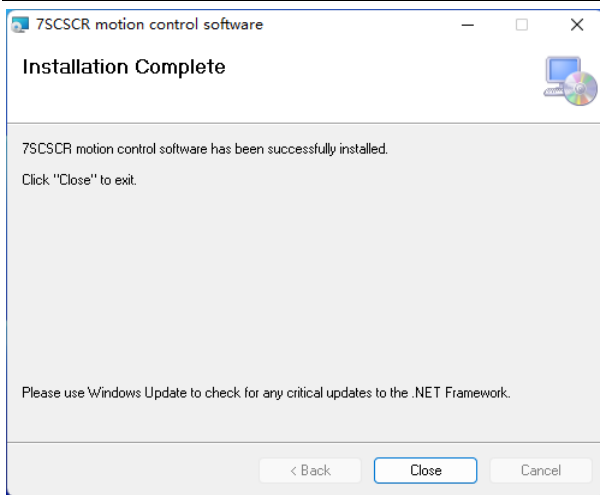 7SCSCR motion control software
Installation Complete
7SCSCR motion control software has been successfully installed.
Click "Close" to exit.
Please use Windows Update to check for any critical updates to the .NET Framework.
< Back
Close
Cancel